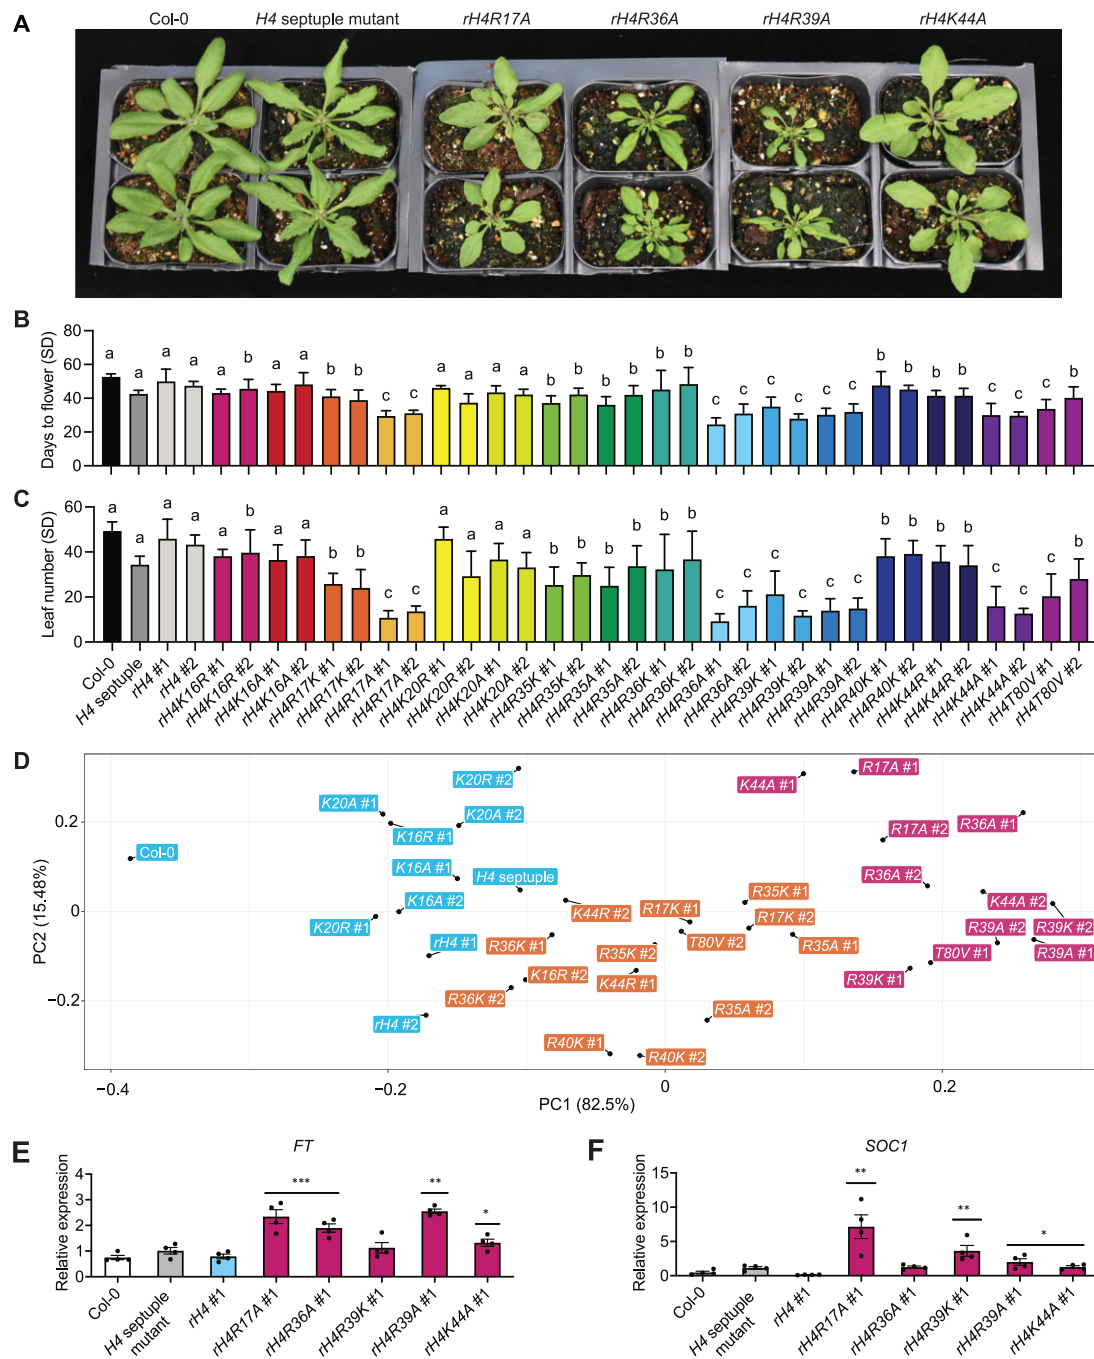 A
Col-0 H4 septuple mutant rH4R17A rH4R36A rH4R39A rH4K44A
B
Days to flower (SD)
80
60
40
20
0
a a a a a b a a b b c c a a a a b b b b b b c c c c c c b b b b c c c b
C
Leaf number (SD)
60
40
20
0
a a a a a b a a b b c c a a a a b b b b b b c c c c c c b b b b c c c b
Col-0
H4 septuple
rH4 #1
rH4 #2
rH4K16R #1
rH4K16R #2
rH4K16A #1
rH4K16A #2
rH4R17K #1
rH4R17K #2
rH4R17A #1
rH4R17A #2
rH4K20R #1
rH4K20R #2
rH4K20A #1
rH4K20A #2
rH4R35K #1
rH4R35K #2
rH4R35A #1
rH4R35A #2
rH4R36K #1
rH4R36K #2
rH4R36A #1
rH4R36A #2
rH4R39K #1
rH4R39K #2
rH4R39A #1
rH4R39A #2
rH4R40K #1
rH4R40K #2
rH4K44R #1
rH4K44R #2
rH4K44A #1
rH4K44A #2
rH4T80V #1
rH4T80V #2
D
PC2 (15.48%)
0.2
0
−0.2
K20R #2
K20A #1
K20A #2
K16R #1
Col-0
K16A #1
H4 septuple
K16A #2
K20R #1
rH4 #1
rH4 #2
K44R #2
R17K #1
R35K #1
R17K #2
R36K #1
R35K #2
T80V #2
R35A #1
K16R #2
K44R #1
R36K #2
R35A #2
R40K #1
R40K #2
K44A #1
R17A #1
R17A #2
R36A #1
R36A #2
K44A #2
R39K #2
R39A #2
R39A #1
T80V #1
R39K #1
−0.4 −0.2 0 0.2
PC1 (82.5%)
E
FT
Relative expression
4
3
2
1
0
*** ** *
Col-0
H4 septuple mutant
rH4 #1
rH4R17A #1
rH4R36A #1
rH4R39K #1
rH4R39A #1
rH4K44A #1
F
SOC1
Relative expression
15
10
5
0
** ** *
Col-0
H4 septuple mutant
rH4 #1
rH4R17A #1
rH4R36A #1
rH4R39K #1
rH4R39A #1
rH4K44A #1